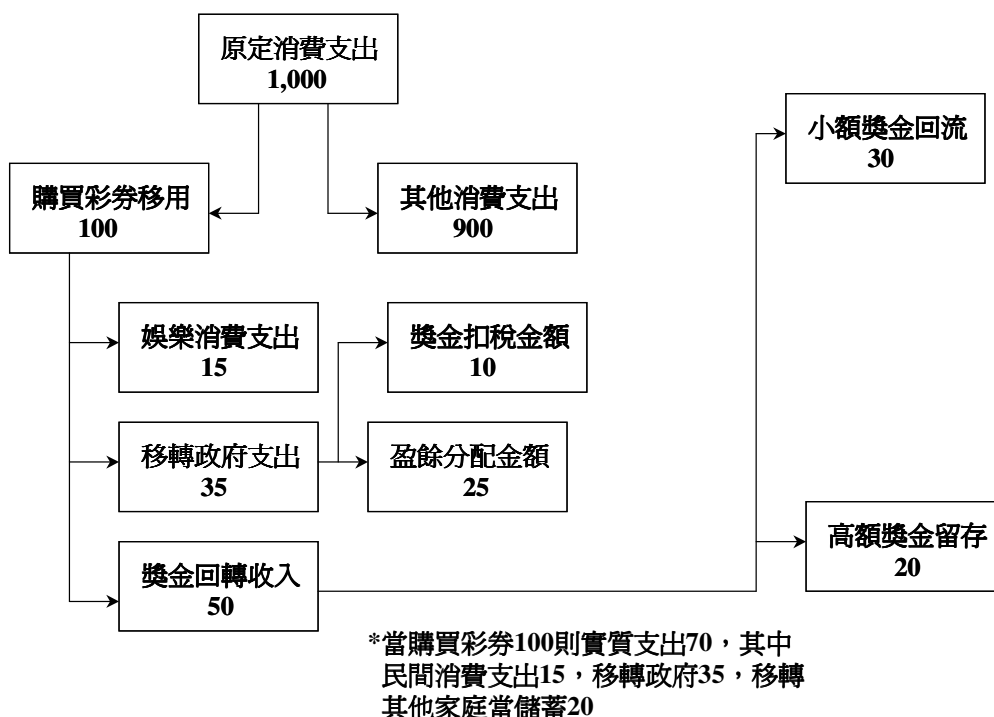 原定消費支出
1,000
小額獎金回流
30
購買彩券移用
100
其他消費支出
900
娛樂消費支出
15
獎金扣稅金額
10
移轉政府支出
35
盈餘分配金額
25
高額獎金留存
20
獎金回轉收入
50
*當購買彩券100則實質支出70，其中
民間消費支出15，移轉政府35，移轉
其他家庭當儲蓄20